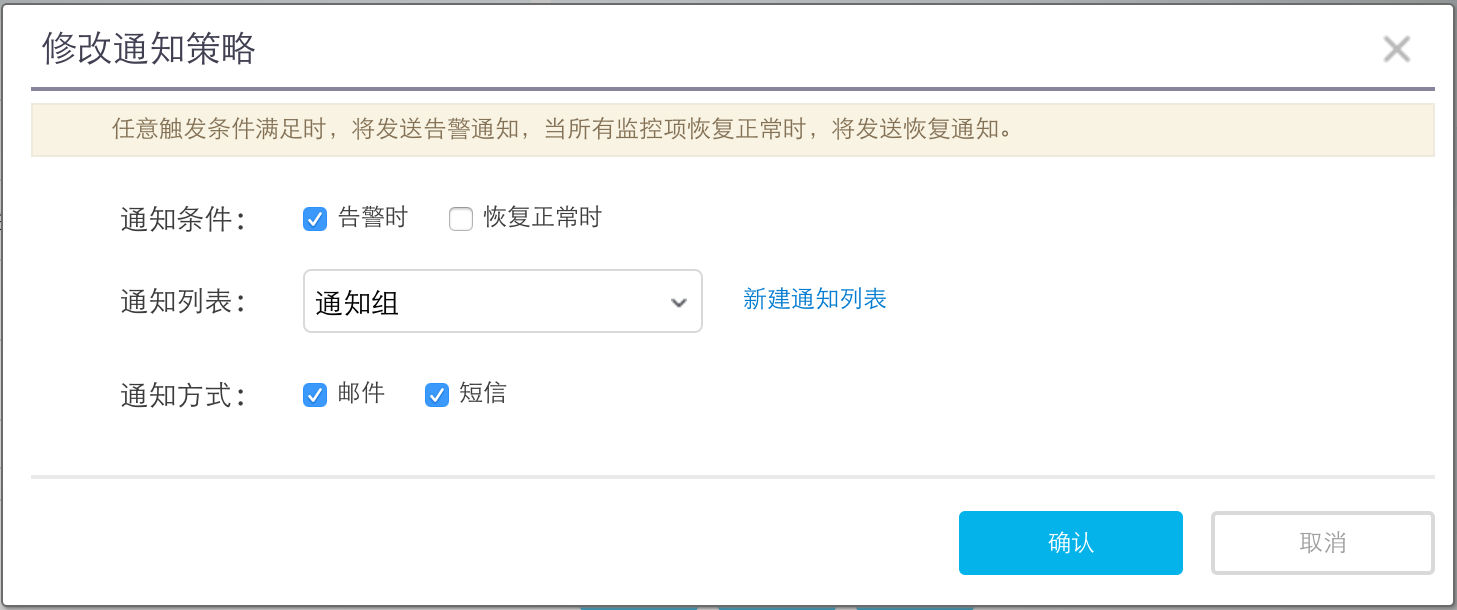 修改通知策略
任意触发条件满足时，将发送告警通知，当所有监控项恢复正常时，将发送恢复通知。
通知条件： 告警时 恢复正常时
通知列表： 通知组 新建通知列表
通知方式： 邮件 短信
确认 取消